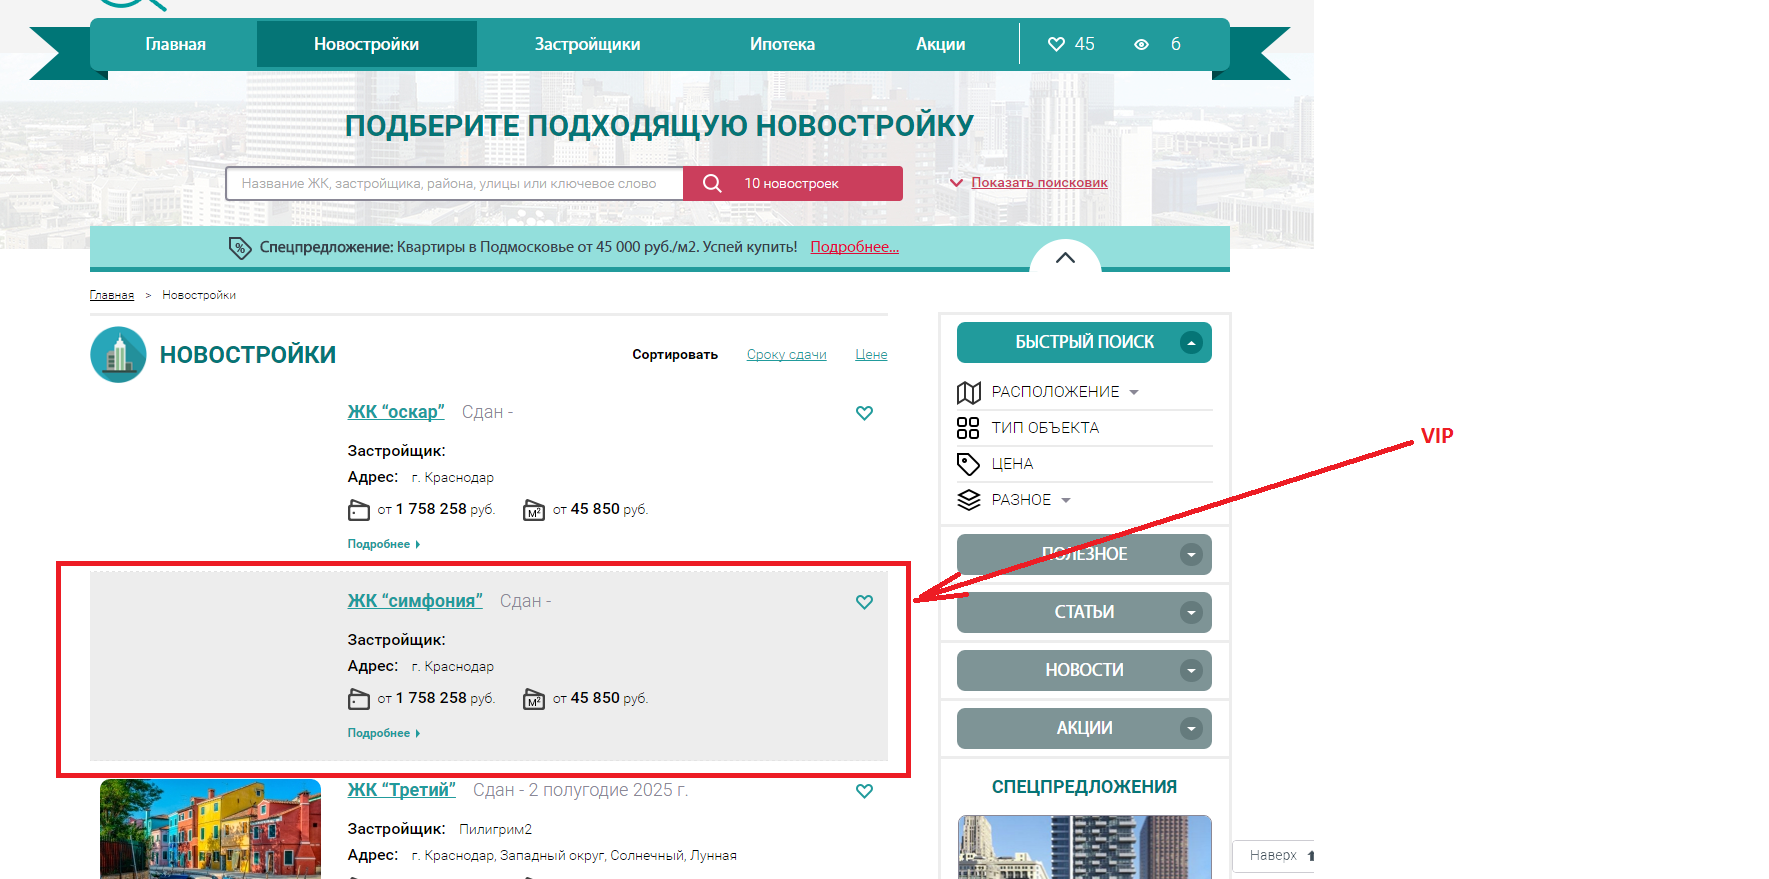 Главная Новостройки Застройщики Ипотека Акции 45 6
ПОДБЕРИТЕ ПОДХОДЯЩУЮ НОВОСТРОЙКУ
Название ЖК, застройщика, района, улицы или ключевое слово 10 новостроек Показать поисковик
% Спецпредложение: Квартиры в Подмосковье от 45 000 руб./м2. Успей купить! Подробнее...
Главная > Новостройки
НОВОСТРОЙКИ Сортировать Сроку сдачи Цене
ЖК “оскар” Сдан -
Застройщик:
Адрес: г. Краснодар
от 1 758 258 руб. М² от 45 850 руб.
Подробнее
ЖК “симфония” Сдан -
Застройщик:
Адрес: г. Краснодар
от 1 758 258 руб. М² от 45 850 руб.
Подробнее
ЖК “Третий” Сдан - 2 полугодие 2025 г.
Застройщик: Пилигрим2
Адрес: г. Краснодар, Западный округ, Солнечный, Лунная
БЫСТРЫЙ ПОИСК
РАСПОЛОЖЕНИЕ
ТИП ОБЪЕКТА
ЦЕНА
РАЗНОЕ
ПОЛЕЗНОЕ
СТАТЬИ
НОВОСТИ
АКЦИИ
СПЕЦПРЕДЛОЖЕНИЯ
Наверх
VIP